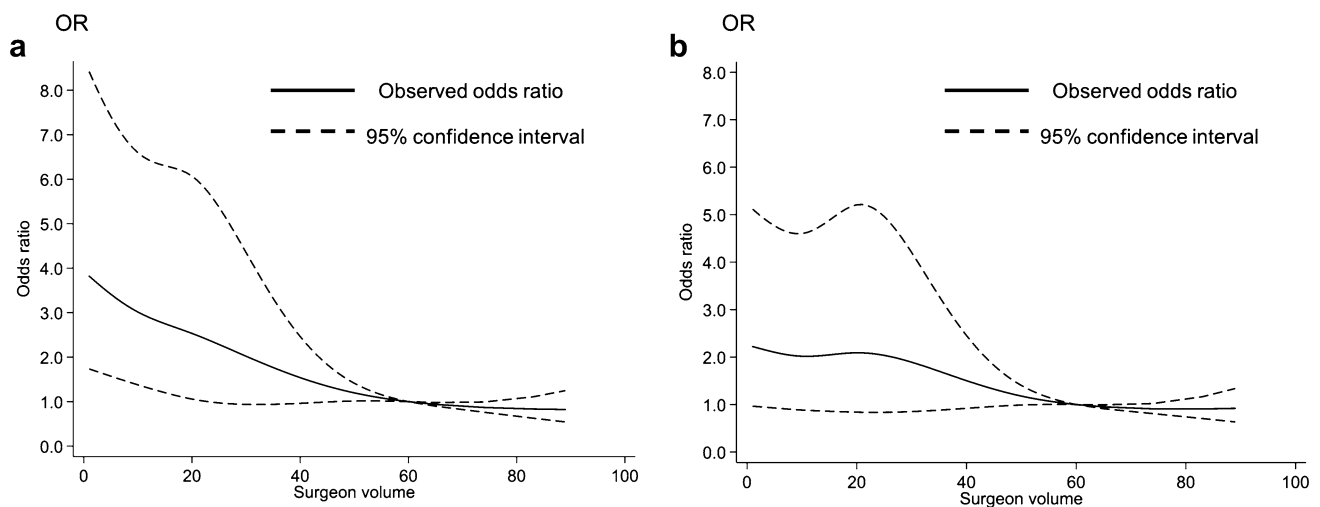 OR
a
8.0
7.0
6.0
5.0
4.0
3.0
2.0
1.0
0.0
Odds ratio
Observed odds ratio
95% confidence interval
0
20
40
60
80
100
Surgeon volume
OR
b
8.0
7.0
6.0
5.0
4.0
3.0
2.0
1.0
0.0
Odds ratio
Observed odds ratio
95% confidence interval
0
20
40
60
80
100
Surgeon volume